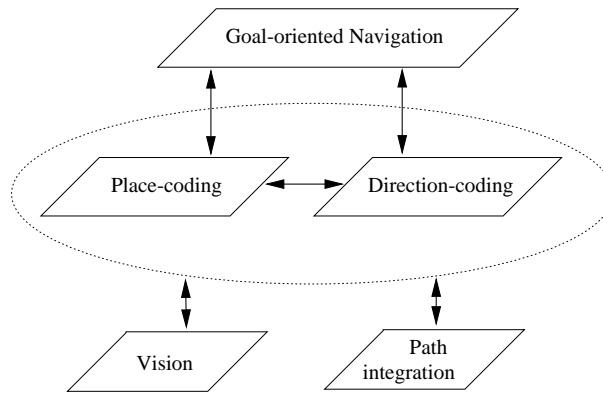 Goal-oriented Navigation
Place-coding
Direction-coding
Vision
Path
integration